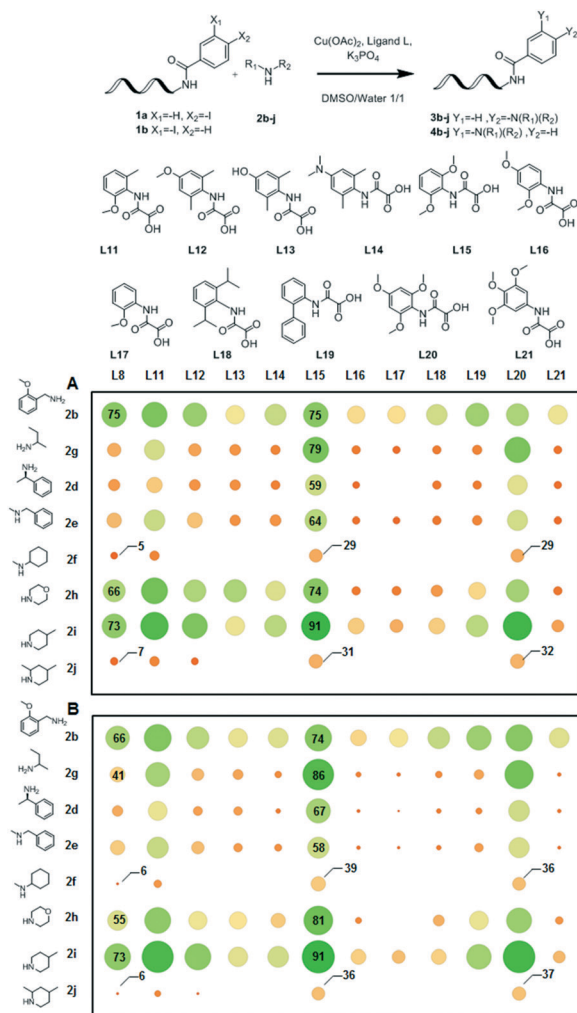 X₁
X₂
O
NH
+
R₁
N
H
R₂
Cu(OAc)₂, Ligand L,
K₃PO₄
DMSO/Water 1/1
Y₁
Y₂
O
NH
1a X₁=-H, X₂=-I
1b X₁=-I, X₂=-H
2b-j
3b-j Y₁=-H ,Y₂=-N(R₁)(R₂)
4b-j Y₁=-N(R₁)(R₂) ,Y₂=-H
L11 L12 L13 L14 L15 L16
L17 L18 L19 L20 L21
A L8 L11 L12 L13 L14 L15 L16 L17 L18 L19 L20 L21
2b 75 75
2g 79
2d 59
2e 64
2f 5 29 29
2h 66 74
2i 73 91
2j 7 31 32
B
2b 66 74
2g 41 86
2d 67
2e 58
2f 6 39 36
2h 55 81
2i 73 91
2j 6 36 37